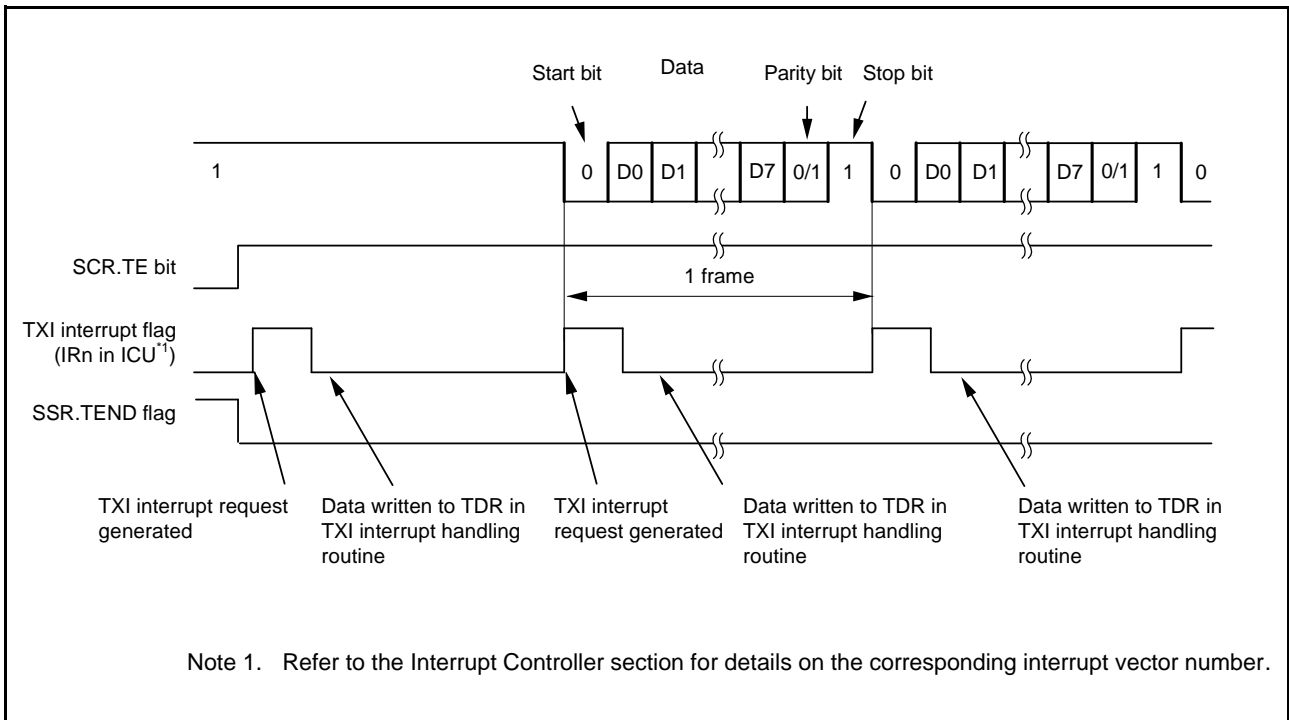 Start bit
Data
Parity bit
Stop bit
1
0 D0 D1 D7 0/1 1 0 D0 D1 D7 0/1 1 0
SCR.TE bit
1 frame
TXI interrupt flag
(IRn in ICU*1)
SSR.TEND flag
TXI interrupt request
generated
Data written to TDR in
TXI interrupt handling
routine
TXI interrupt
request generated
Data written to TDR in
TXI interrupt handling
routine
Data written to TDR in
TXI interrupt handling
routine
Note 1. Refer to the Interrupt Controller section for details on the corresponding interrupt vector number.